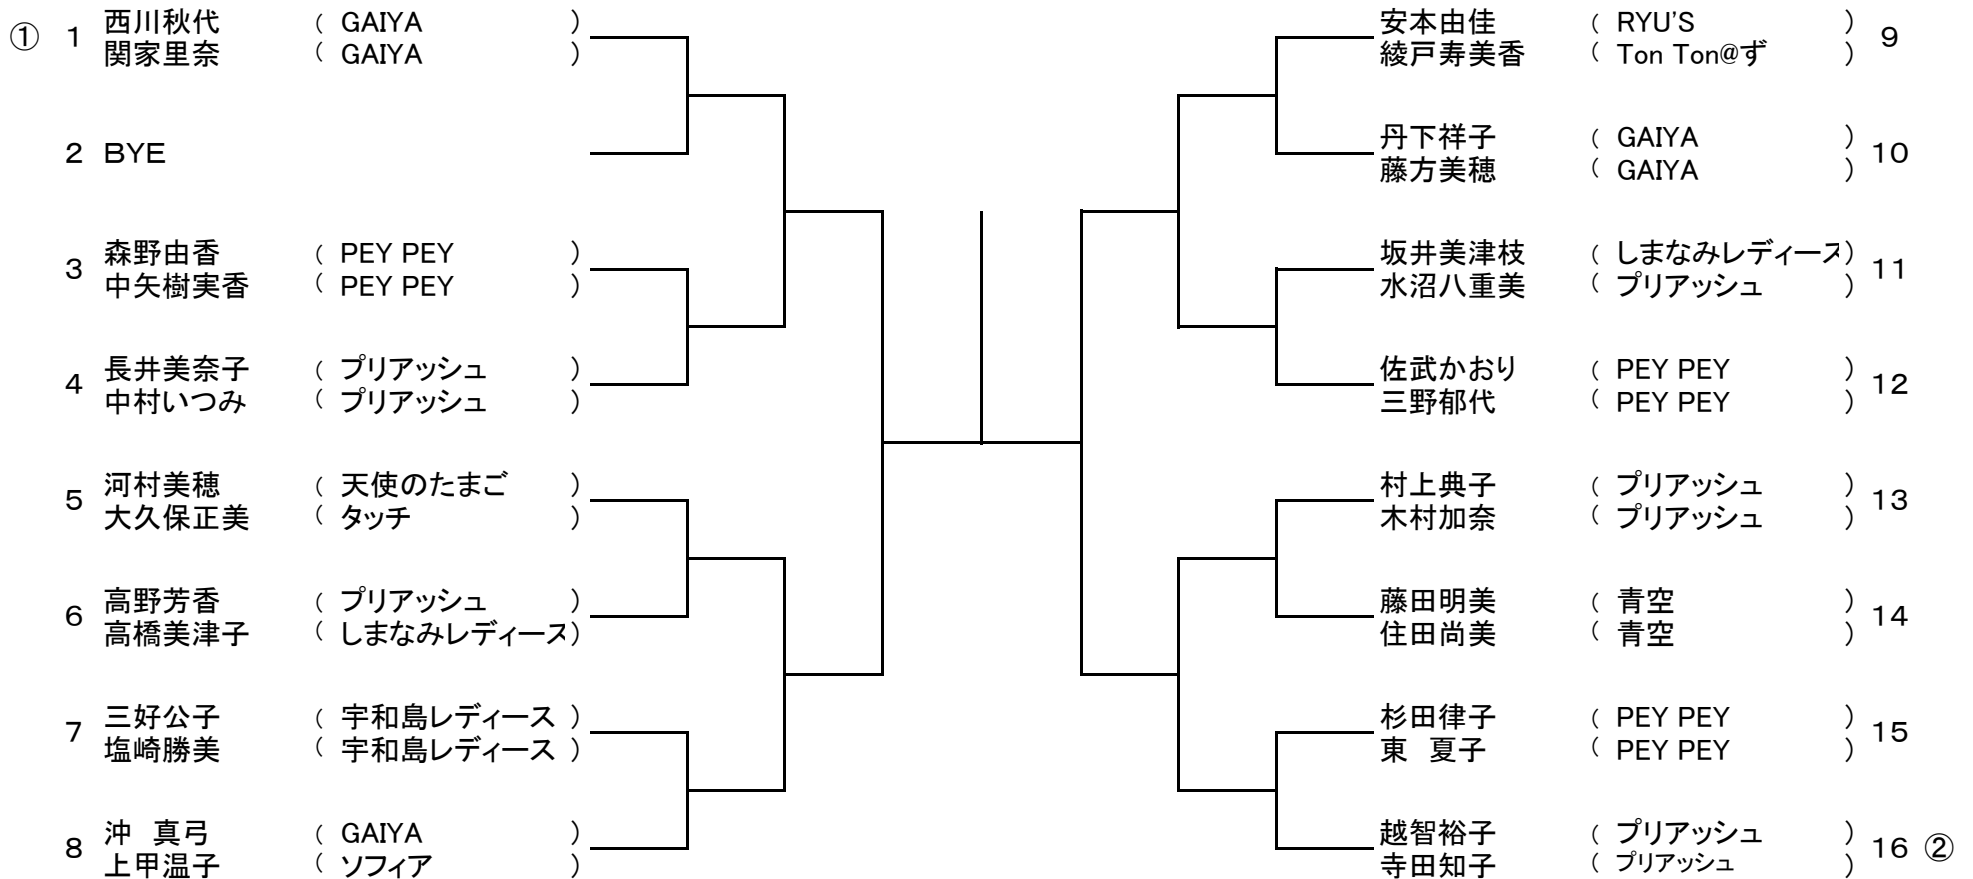 ① 1 西川秋代 ( GAIYA )
関家里奈 ( GAIYA )
2 BYE
3 森野由香 ( PEY PEY )
中矢樹実香 ( PEY PEY )
4 長井美奈子 ( プリアッシュ )
中村いつみ ( プリアッシュ )
5 河村美穂 ( 天使のたまご )
大久保正美 ( タッチ )
6 高野芳香 ( プリアッシュ )
高橋美津子 ( しまなみレディース )
7 三好公子 ( 宇和島レディース )
塩崎勝美 ( 宇和島レディース )
8 沖　真弓 ( GAIYA )
上甲温子 ( ソフィア )
安本由佳 ( RYU'S ) 9
綾戸寿美香 ( Ton Ton@ず )
丹下祥子 ( GAIYA ) 10
藤方美穂 ( GAIYA )
坂井美津枝 ( しまなみレディース ) 11
水沼八重美 ( プリアッシュ )
佐武かおり ( PEY PEY ) 12
三野郁代 ( PEY PEY )
村上典子 ( プリアッシュ ) 13
木村加奈 ( プリアッシュ )
藤田明美 ( 青空 ) 14
住田尚美 ( 青空 )
杉田律子 ( PEY PEY ) 15
東　夏子 ( PEY PEY )
越智裕子 ( プリアッシュ ) 16 ②
寺田知子 ( プリアッシュ )